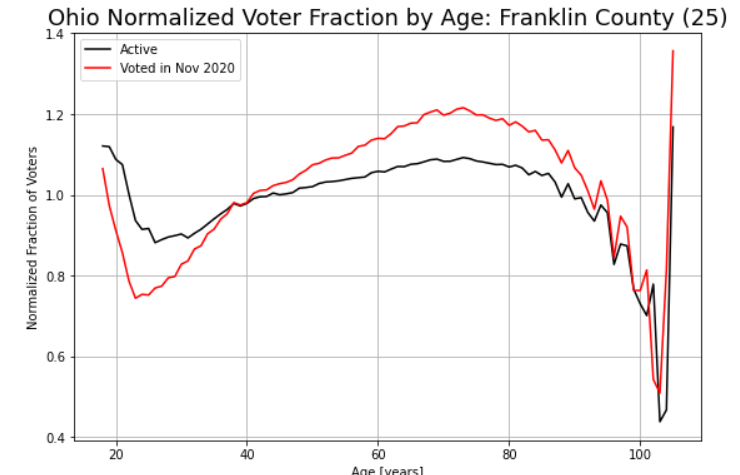 Ohio Normalized Voter Fraction by Age: Franklin County (25)
1.4
Active
Voted in Nov 2020
1.2
1.0
0.8
0.6
0.4
Normalized Fraction of Voters
20 40 60 80 100
Age [years]